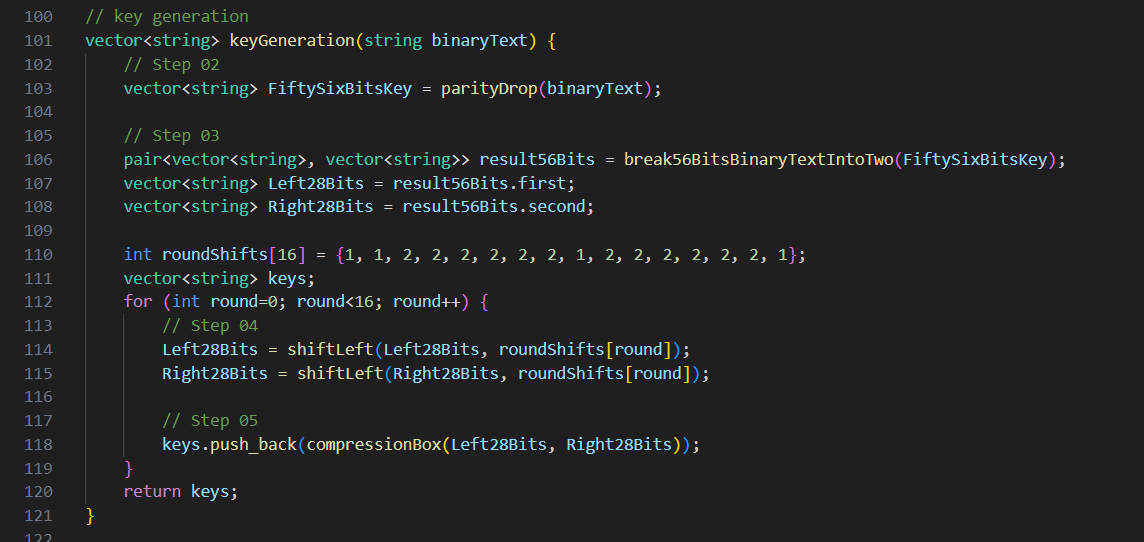 100 // key generation
101 vector<string> keyGeneration(string binaryText) {
102     // Step 02
103     vector<string> FiftySixBitsKey = parityDrop(binaryText);
104
105     // Step 03
106     pair<vector<string>, vector<string>> result56Bits = break56BitsBinaryTextIntoTwo(FiftySixBitsKey);
107     vector<string> Left28Bits = result56Bits.first;
108     vector<string> Right28Bits = result56Bits.second;
109
110     int roundShifts[16] = {1, 1, 2, 2, 2, 2, 2, 2, 1, 2, 2, 2, 2, 2, 2, 1};
111     vector<string> keys;
112     for (int round=0; round<16; round++) {
113         // Step 04
114         Left28Bits = shiftLeft(Left28Bits, roundShifts[round]);
115         Right28Bits = shiftLeft(Right28Bits, roundShifts[round]);
116
117         // Step 05
118         keys.push_back(compressionBox(Left28Bits, Right28Bits));
119     }
120     return keys;
121 }
122